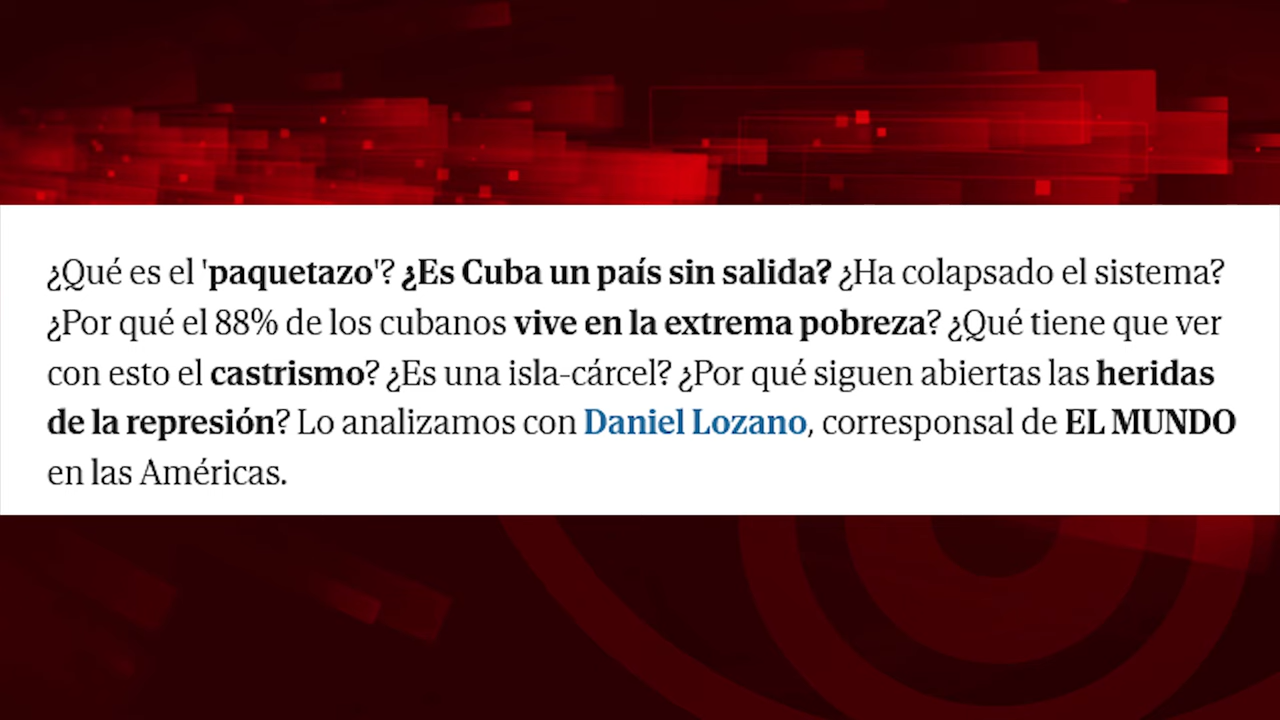 ¿Qué es el 'paquetazo'? ¿Es Cuba un país sin salida? ¿Ha colapsado el sistema?
¿Por qué el 88% de los cubanos vive en la extrema pobreza? ¿Qué tiene que ver
con esto el castrismo? ¿Es una isla-cárcel? ¿Por qué siguen abiertas las heridas
de la represión? Lo analizamos con Daniel Lozano, corresponsal de EL MUNDO
en las Américas.